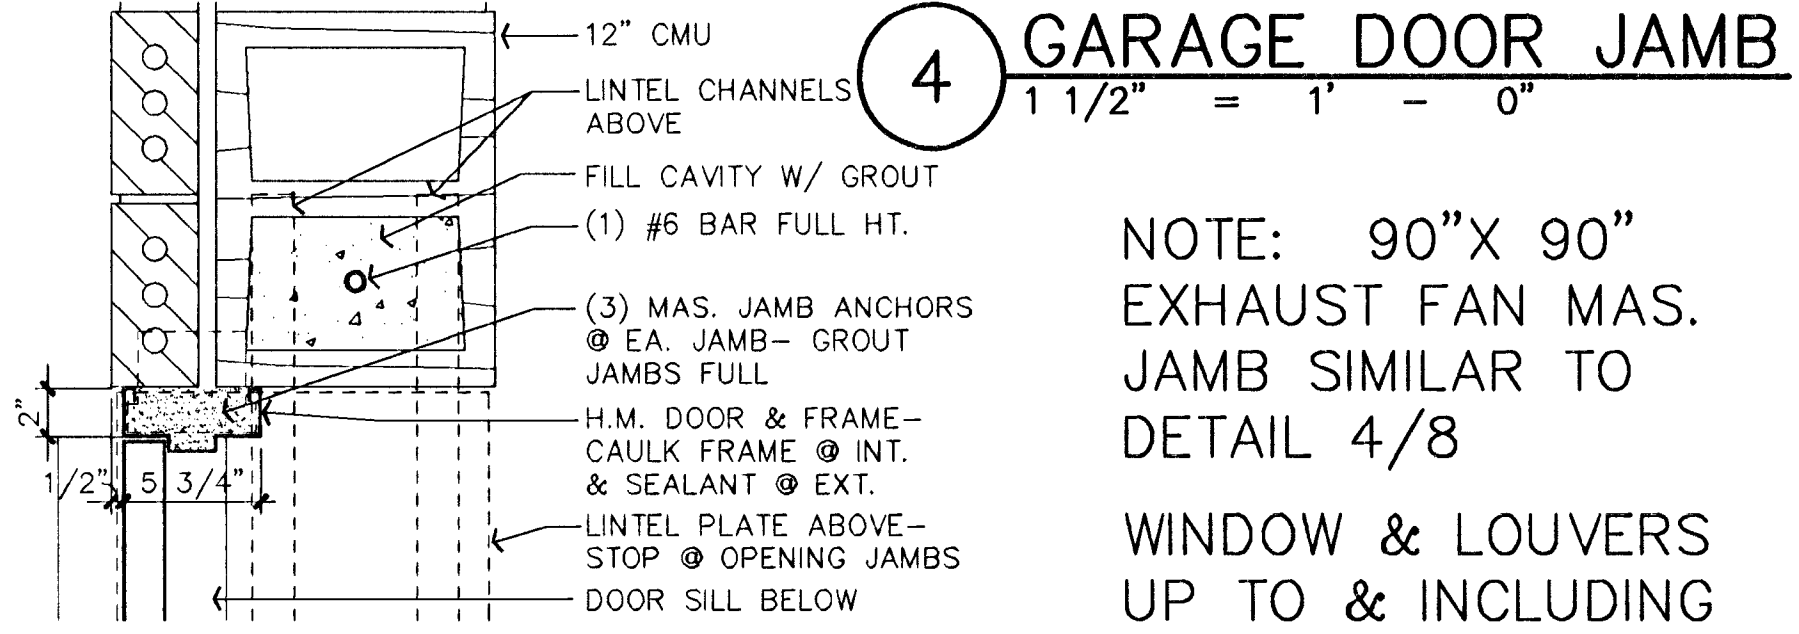 12" CMU
LINTEL CHANNELS
ABOVE
FILL CAVITY W/ GROUT
(1) #6 BAR FULL HT.
(3) MAS. JAMB ANCHORS
@ EA. JAMB– GROUT
JAMBS FULL
H.M. DOOR & FRAME–
CAULK FRAME @ INT.
& SEALANT @ EXT.
LINTEL PLATE ABOVE–
STOP @ OPENING JAMBS
DOOR SILL BELOW
2"
1/2" 5 3/4"
4 GARAGE DOOR JAMB
1 1/2" = 1' – 0"
NOTE: 90"X 90"
EXHAUST FAN MAS.
JAMB SIMILAR TO
DETAIL 4/8
WINDOW & LOUVERS
UP TO & INCLUDING